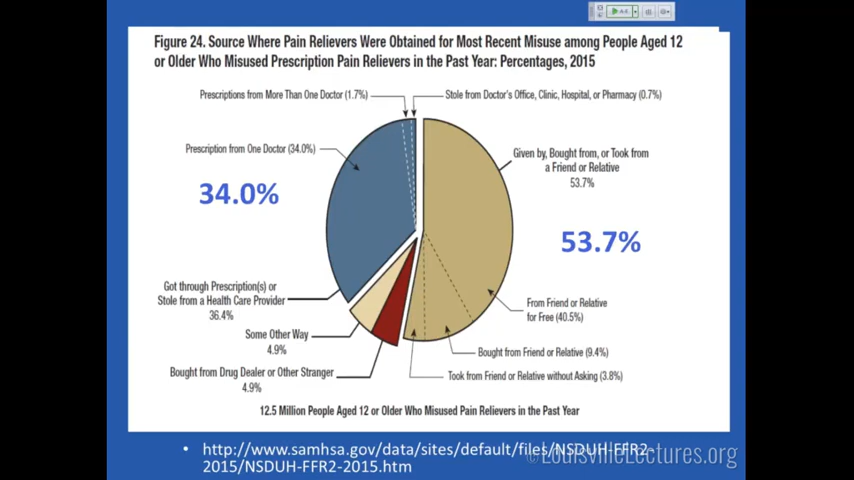 Figure 24. Source Where Pain Relievers Were Obtained for Most Recent Misuse among People Aged 12
or Older Who Misused Prescription Pain Relievers in the Past Year: Percentages, 2015
Prescriptions from More Than One Doctor (1.7%)
Stole from Doctor's Office, Clinic, Hospital, or Pharmacy (0.7%)
Prescription from One Doctor (34.0%)
34.0%
Given by, Bought from, or Took from
a Friend or Relative
53.7%
53.7%
Got through Prescription(s) or
Stole from a Health Care Provider
36.4%
Some Other Way
4.9%
Bought from Drug Dealer or Other Stranger
4.9%
From Friend or Relative
for Free (40.5%)
Bought from Friend or Relative (9.4%)
Took from Friend or Relative without Asking (3.8%)
12.5 Million People Aged 12 or Older Who Misused Pain Relievers in the Past Year
• http://www.samhsa.gov/data/sites/default/files/NSDUH-FFR2-
2015/NSDUH-FFR2-2015.htm
©LouisvilleLectures.org